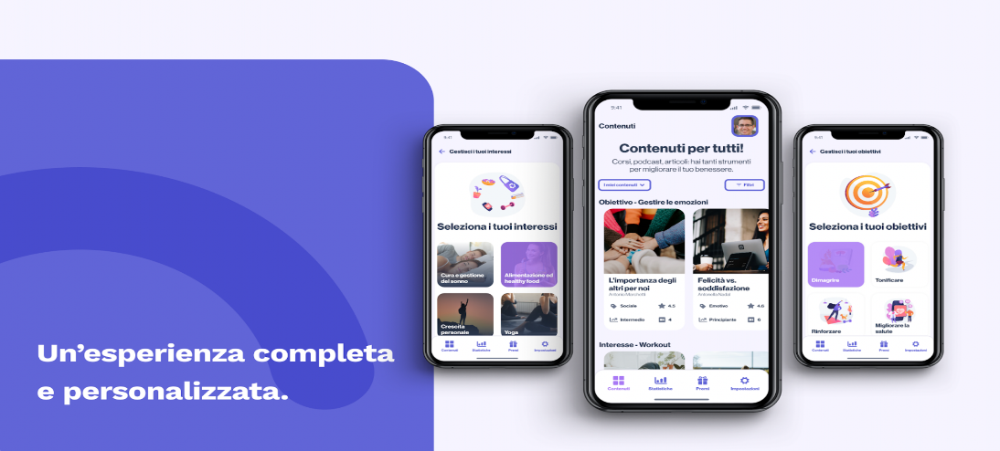 Un'esperienza completa
e personalizzata.
9:41
Gestisci i tuoi interessi
Seleziona i tuoi interessi
Cura e gestione
del sonno
Alimentazione ed
healthy food
Crescita
personale
Yoga
Contenuti
Statistiche
Premi
Impostazioni
9:41
Contenuti
Contenuti per tutti!
Corsi, podcast, articoli: hai tanti strumenti
per migliorare il tuo benessere.
I miei contenuti
Filtri
Obiettivo - Gestire le emozioni
L'importanza degli
altri per noi
Antonio Marchetti
Sociale
4.5
Intermedio
4
Felicità vs.
soddisfazione
Antonella Nadal
Emotivo
4.6
Principiante
6
Interesse - Workout
Contenuti
Statistiche
Premi
Impostazioni
9:41
Gestisci i tuoi obiettivi
Seleziona i tuoi obiettivi
Dimagrire
Tonificare
Rinforzare
Migliorare la
salute
Contenuti
Statistiche
Premi
Impostazioni